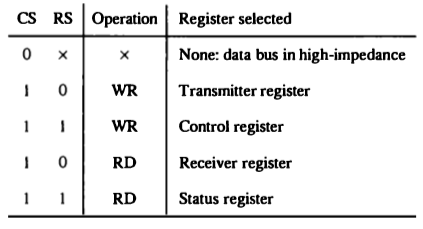 CS RS Operation Register selected
0 × × None: data bus in high-impedance
1 0 WR Transmitter register
1 1 WR Control register
1 0 RD Receiver register
1 1 RD Status register